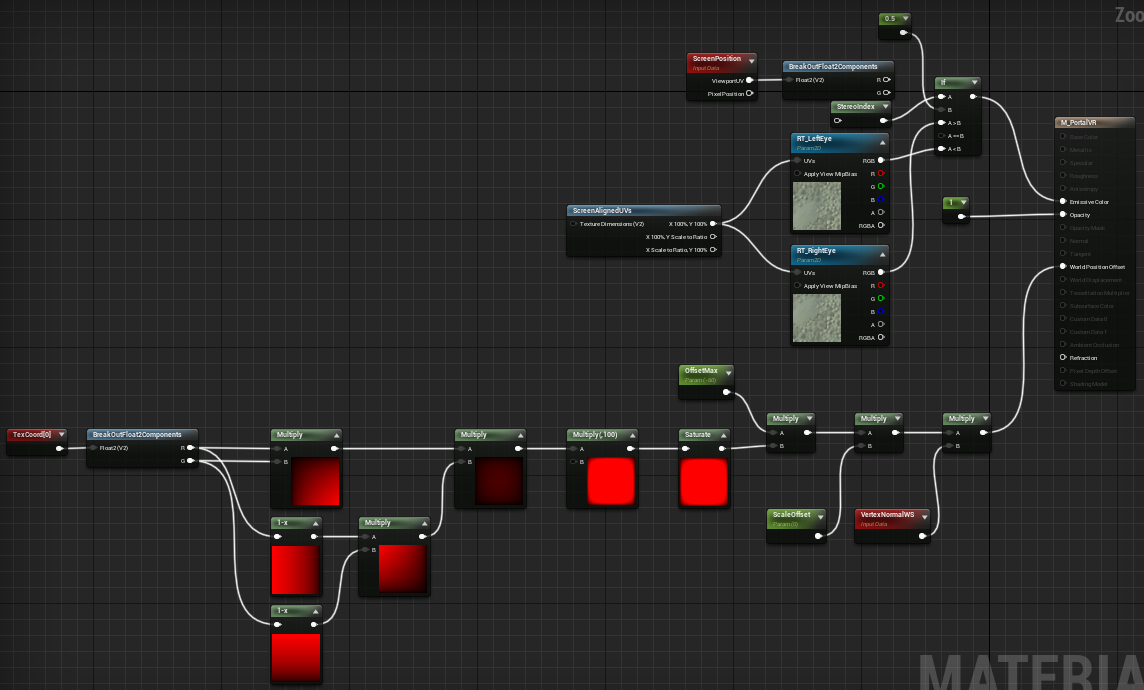 Zoo
0.5
ScreenPosition
Input Data
ViewportUV
PixelPosition
BreakOutFloat2Components
Float2 (V2)
R
G
StereoIndex
If
A
B
A > B
A == B
A < B
M_PortalVR
Base Color
Metallic
Specular
Roughness
Anisotropy
Emissive Color
Opacity
Opacity Mask
Normal
Tangent
World Position Offset
World Displacement
Tessellation Multiplier
Subsurface Color
Custom Data 0
Custom Data 1
Ambient Occlusion
Refraction
Pixel Depth Offset
Shading Model
RT_LeftEye
Param2D
UVs
Apply View MipBias
RGB
R
G
B
A
RGBA
1
ScreenAlignedUVs
Texture Dimensions (V2)
X 100%, Y 100%
X 100%, Y Scale to Ratio
X Scale to Ratio, Y 100%
RT_RightEye
Param2D
UVs
Apply View MipBias
RGB
R
G
B
A
RGBA
OffsetMax
Param (-80)
TexCoord[0]
BreakOutFloat2Components
Float2 (V2)
R
G
Multiply
A
B
Multiply
A
B
Multiply(,100)
A
B
Saturate
Multiply
A
B
Multiply
A
B
Multiply
A
B
1-x
Multiply
A
B
1-x
ScaleOffset
Param (0)
VertexNormalWS
Input Data
MATERIA